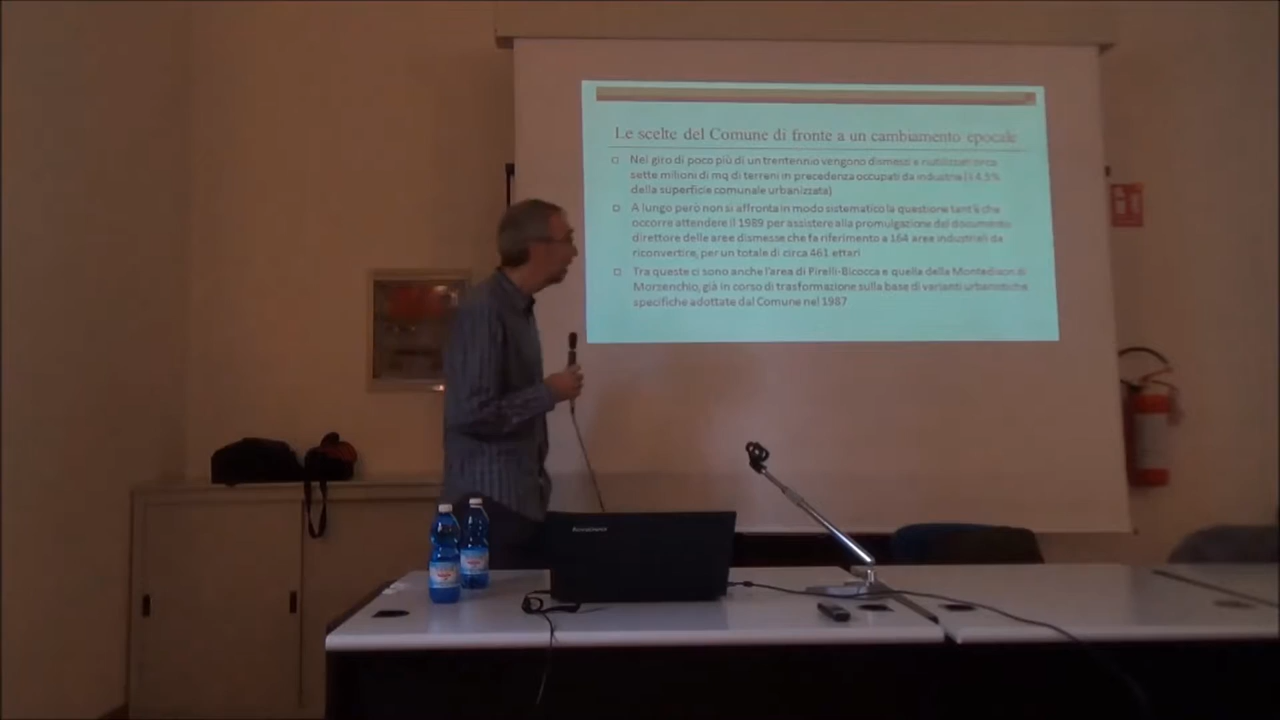 Le scelte del Comune di fronte a un cambiamento epocale
Nel giro di poco più di un trentennio vengono dismessi e riutilizzati circa
sette milioni di mq di terreni in precedenza occupati da industrie (il 4,5%
della superficie comunale urbanizzata)
A lungo però non si affronta in modo sistematico la questione tant'è che
occorre attendere il 1989 per assistere alla promulgazione del documento
direttore delle aree dismesse che fa riferimento a 164 aree industriali da
riconvertire, per un totale di circa 461 ettari
Tra queste ci sono anche l'area di Pirelli-Bicocca e quella della Montedison di
Morzenchio, già in corso di trasformazione sulla base di varianti urbanistiche
specifiche adottate dal Comune nel 1987